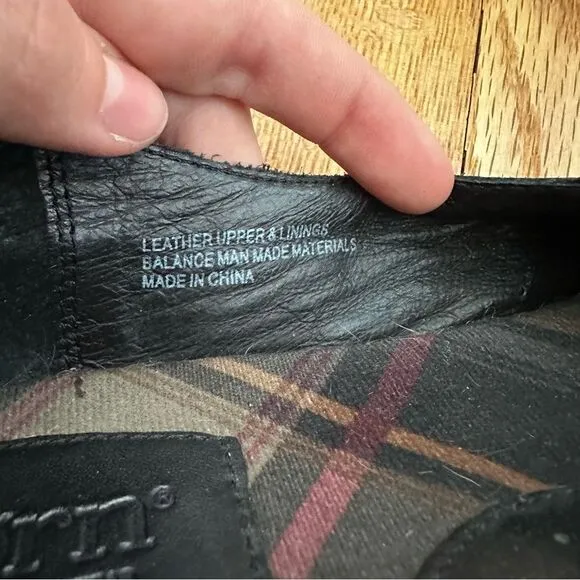 LEATHER UPPER & LININGS
BALANCE MAN MADE MATERIALS
MADE IN CHINA